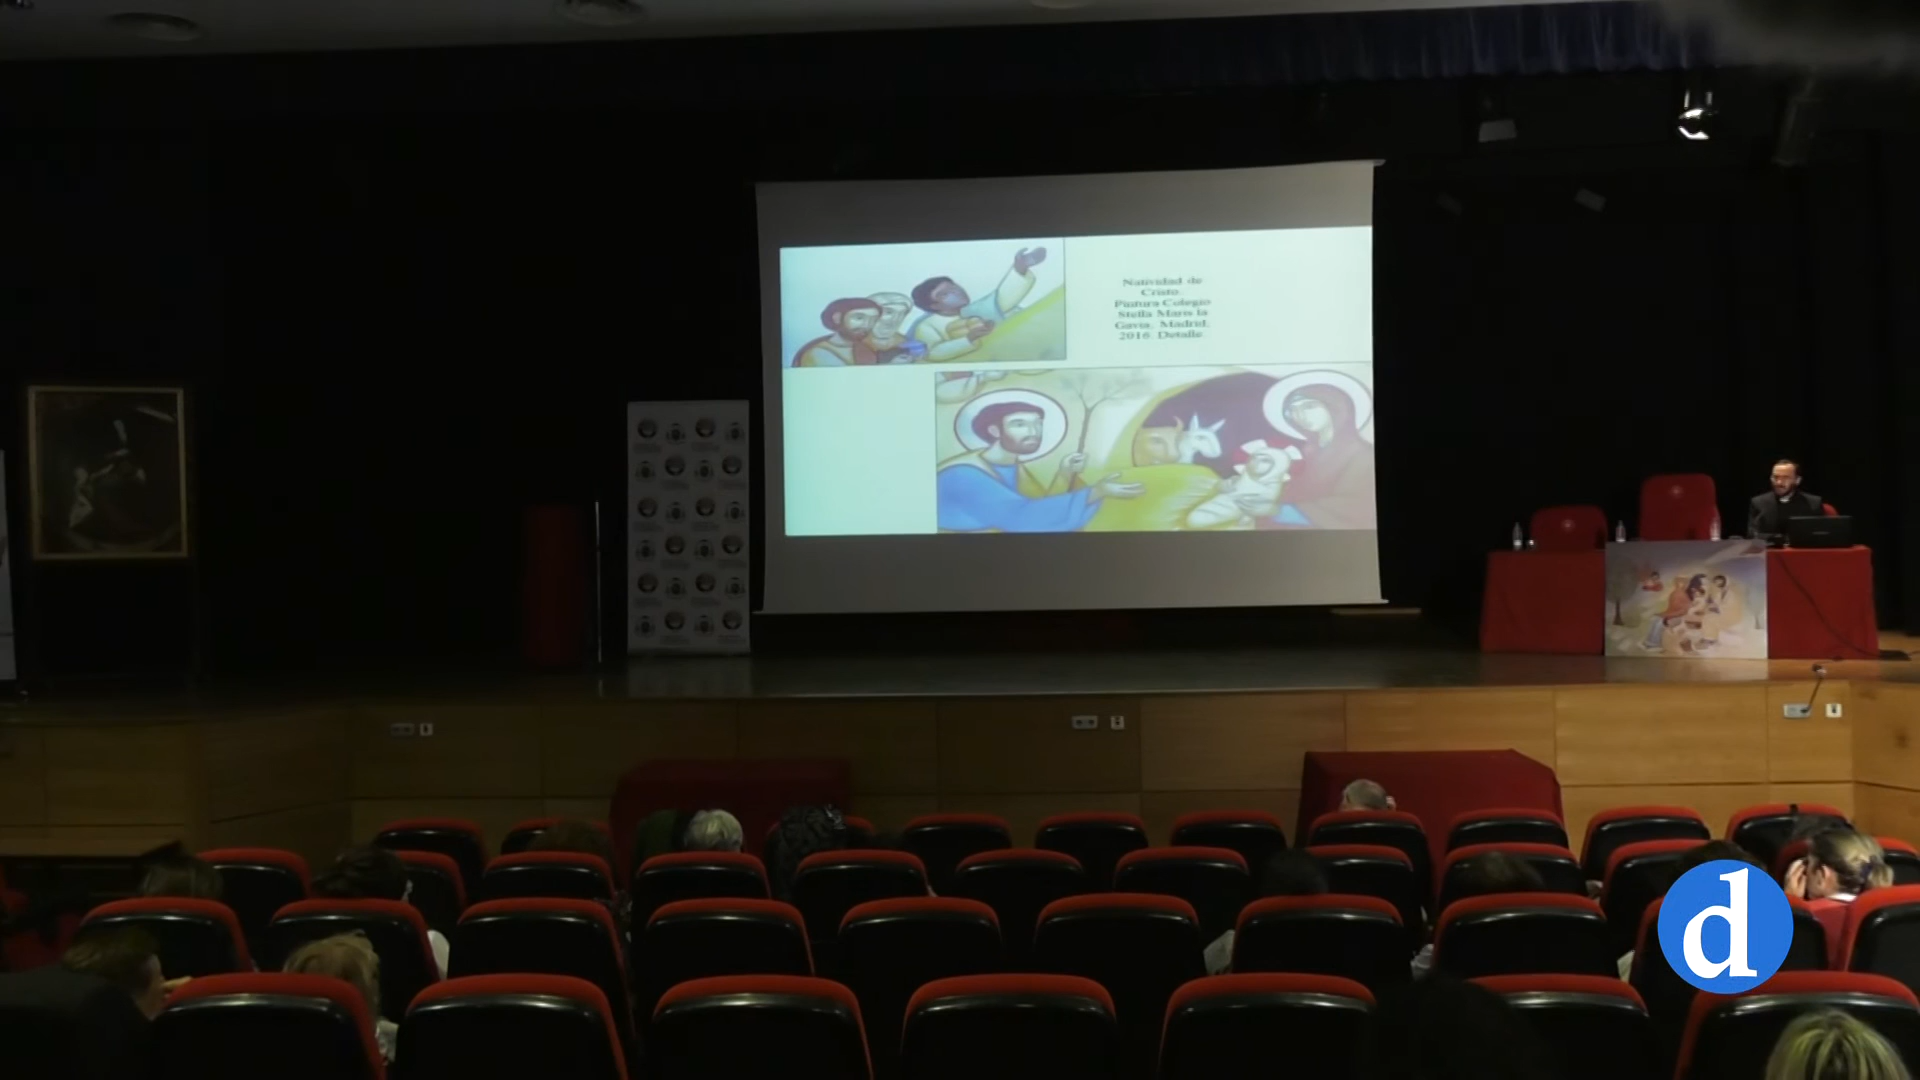 Natividad de
Cristo.
Pintura Colegio
Stella Maris la
Gavia, Madrid,
2016. Detalle
d